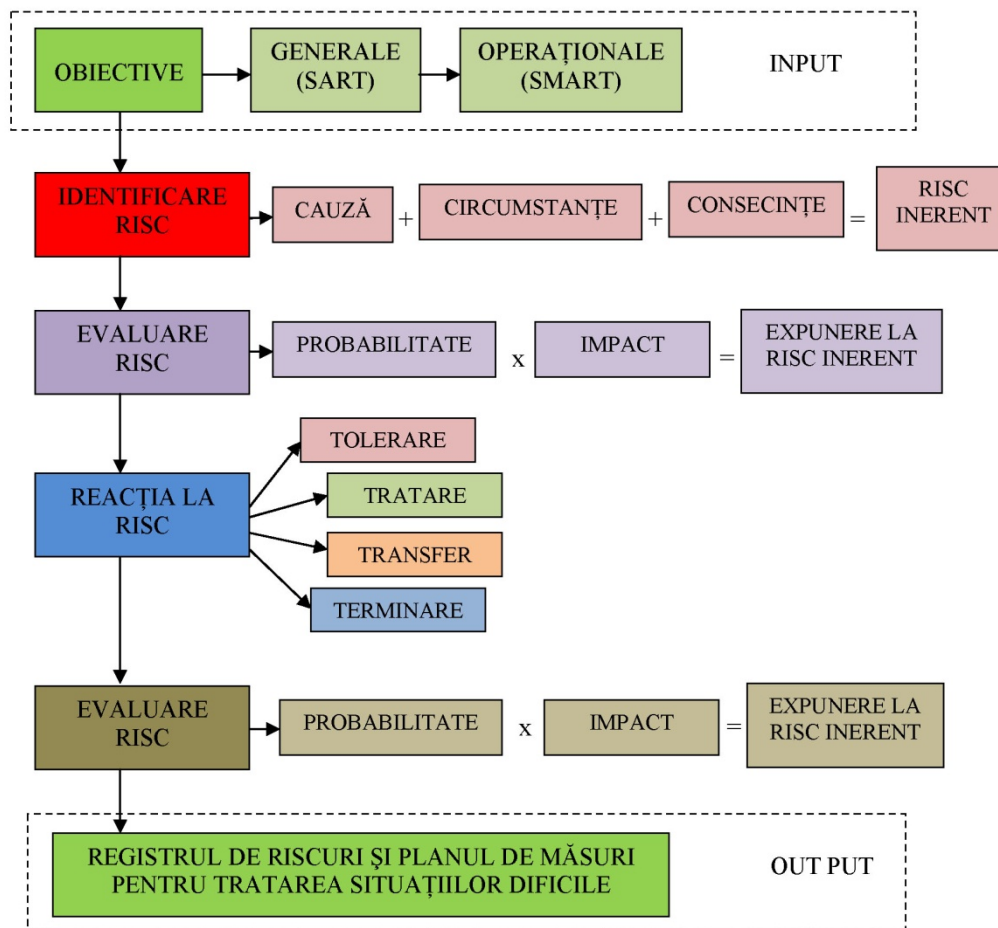 OBIECTIVE
GENERALE
(SART)
OPERAȚIONALE
(SMART)
INPUT
IDENTIFICARE
RISC
CAUZĂ
+
CIRCUMSTANȚE
+
CONSECINȚE
=
RISC
INERENT
EVALUARE
RISC
PROBABILITATE
x
IMPACT
=
EXPUNERE LA
RISC INERENT
REACȚIA LA
RISC
TOLERARE
TRATARE
TRANSFER
TERMINARE
EVALUARE
RISC
PROBABILITATE
x
IMPACT
=
EXPUNERE LA
RISC INERENT
REGISTRUL DE RISCURI ŞI PLANUL DE MĂSURI
PENTRU TRATAREA SITUAȚIILOR DIFICILE
OUT PUT